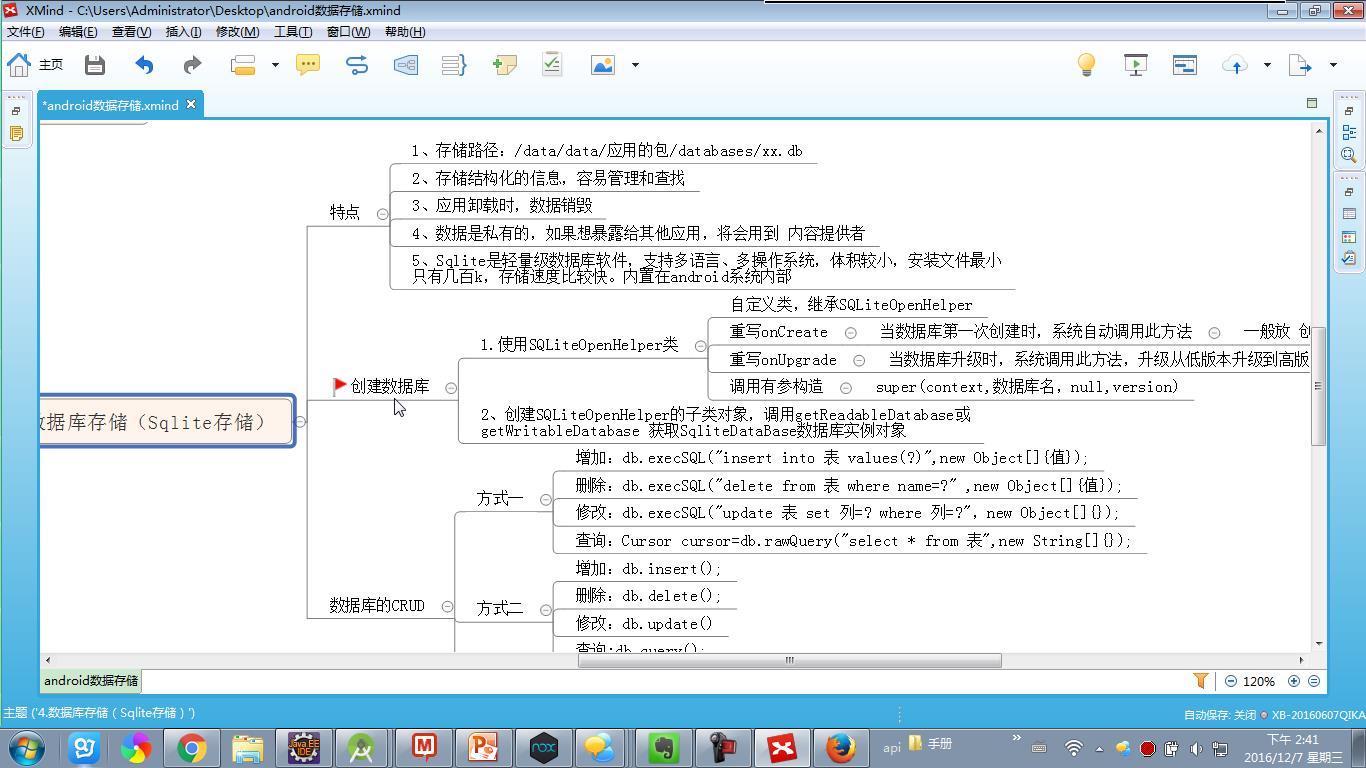 XMind - C:\Users\Administrator\Desktop\android数据存储.xmind
文件(F) 编辑(E) 查看(V) 插入(I) 修改(M) 工具(T) 窗口(W) 帮助(H)
主页
*android数据存储.xmind
1、存储路径：/data/data/应用的包/databases/xx.db
2、存储结构化的信息，容易管理和查找
特点
3、应用卸载时，数据销毁
4、数据是私有的，如果想暴露给其他应用，将会用到 内容提供者
5、Sqlite是轻量级数据库软件，支持多语言、多操作系统，体积较小，安装文件最小
只有几百k，存储速度比较快。内置在android系统内部
自定义类，继承SQLiteOpenHelper
重写onCreate 当数据库第一次创建时，系统自动调用此方法 一般放 创
1.使用SQLiteOpenHelper类
重写onUpgrade 当数据库升级时，系统调用此方法，升级从低版本升级到高版
调用有参构造 super(context,数据库名，null,version)
创建数据库
2、创建SQLiteOpenHelper的子类对象，调用getReadableDatabase或
getWritableDatabase 获取SqliteDataBase数据库实例对象
数据库存储（Sqlite存储）
增加：db.execSQL("insert into 表 values(?)",new Object[]{值});
删除：db.execSQL("delete from 表 where name=?" ,new Object[]{值});
方式一
修改：db.execSQL("update 表 set 列=? where 列=?"，new Object[]{});
查询：Cursor cursor=db.rawQuery("select * from 表",new String[]{});
增加：db.insert();
删除：db.delete();
数据库的CRUD
方式二
修改：db.update()
查询:db.query();
android数据存储
120%
主题 ('4.数据库存储（Sqlite存储）')
自动保存: 关闭 XB-20160607QIKA
api 手册
下午 2:41
2016/12/7 星期三